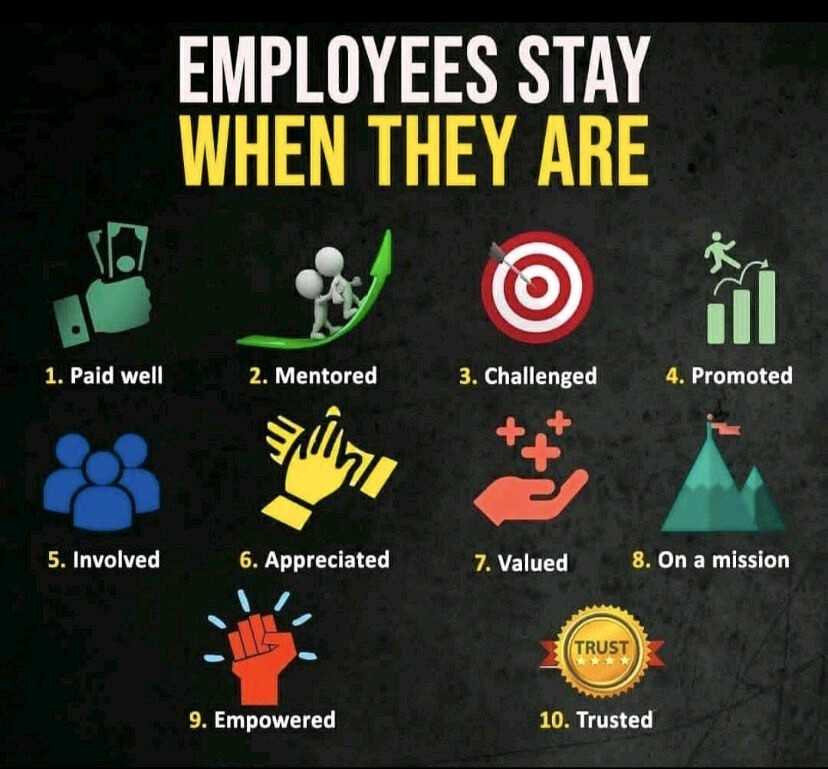 EMPLOYEES STAY
WHEN THEY ARE
1. Paid well
2. Mentored
3. Challenged
4. Promoted
5. Involved
6. Appreciated
7. Valued
8. On a mission
9. Empowered
TRUST
10. Trusted